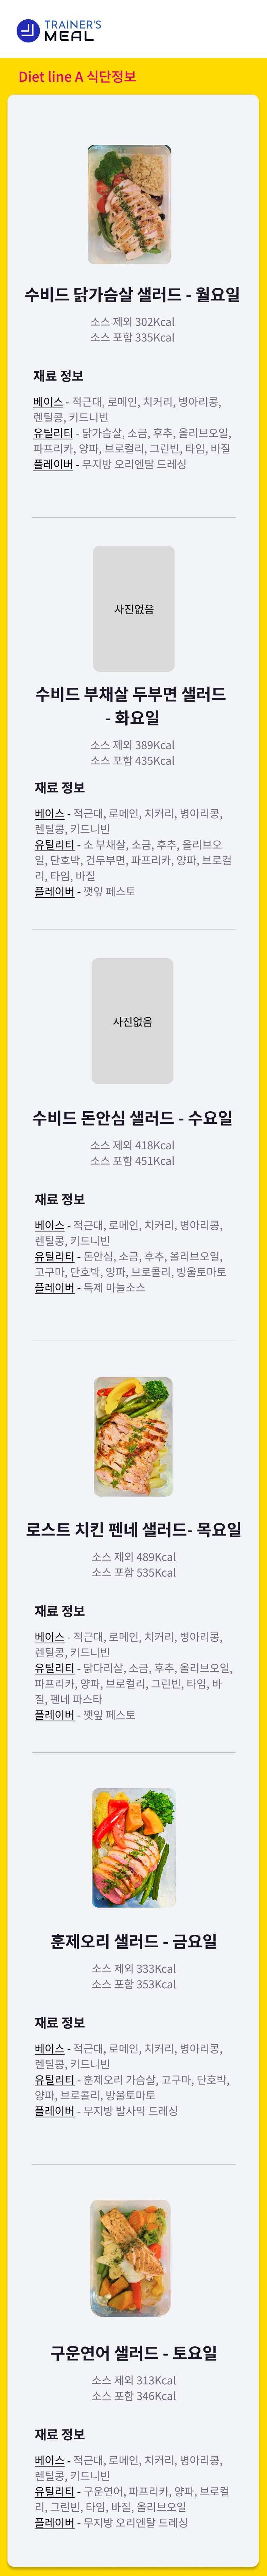 TRAINER'S
MEAL
Diet line A 식단정보
수비드 닭가슴살 샐러드 - 월요일
소스 제외 302Kcal
소스 포함 335Kcal
재료 정보
베이스 - 적근대, 로메인, 치커리, 병아리콩,
렌틸콩, 키드니빈
유틸리티 - 닭가슴살, 소금, 후추, 올리브오일,
파프리카, 양파, 브로컬리, 그린빈, 타임, 바질
플레이버 - 무지방 오리엔탈 드레싱
사진없음
수비드 부채살 두부면 샐러드
- 화요일
소스 제외 389Kcal
소스 포함 435Kcal
재료 정보
베이스 - 적근대, 로메인, 치커리, 병아리콩,
렌틸콩, 키드니빈
유틸리티 - 소 부채살, 소금, 후추, 올리브오
일, 단호박, 건두부면, 파프리카, 양파, 브로컬
리, 타임, 바질
플레이버 - 깻잎 페스토
사진없음
수비드 돈안심 샐러드 - 수요일
소스 제외 418Kcal
소스 포함 451Kcal
재료 정보
베이스 - 적근대, 로메인, 치커리, 병아리콩,
렌틸콩, 키드니빈
유틸리티 - 돈안심, 소금, 후추, 올리브오일,
고구마, 단호박, 양파, 브로콜리, 방울토마토
플레이버 - 특제 마늘소스
로스트 치킨 펜네 샐러드- 목요일
소스 제외 489Kcal
소스 포함 535Kcal
재료 정보
베이스 - 적근대, 로메인, 치커리, 병아리콩,
렌틸콩, 키드니빈
유틸리티 - 닭다리살, 소금, 후추, 올리브오일,
파프리카, 양파, 브로컬리, 그린빈, 타임, 바
질, 펜네 파스타
플레이버 - 깻잎 페스토
훈제오리 샐러드 - 금요일
소스 제외 333Kcal
소스 포함 353Kcal
재료 정보
베이스 - 적근대, 로메인, 치커리, 병아리콩,
렌틸콩, 키드니빈
유틸리티 - 훈제오리 가슴살, 고구마, 단호박,
양파, 브로콜리, 방울토마토
플레이버 - 무지방 발사믹 드레싱
구운연어 샐러드 - 토요일
소스 제외 313Kcal
소스 포함 346Kcal
재료 정보
베이스 - 적근대, 로메인, 치커리, 병아리콩,
렌틸콩, 키드니빈
유틸리티 - 구운연어, 파프리카, 양파, 브로컬
리, 그린빈, 타임, 바질, 올리브오일
플레이버 - 무지방 오리엔탈 드레싱